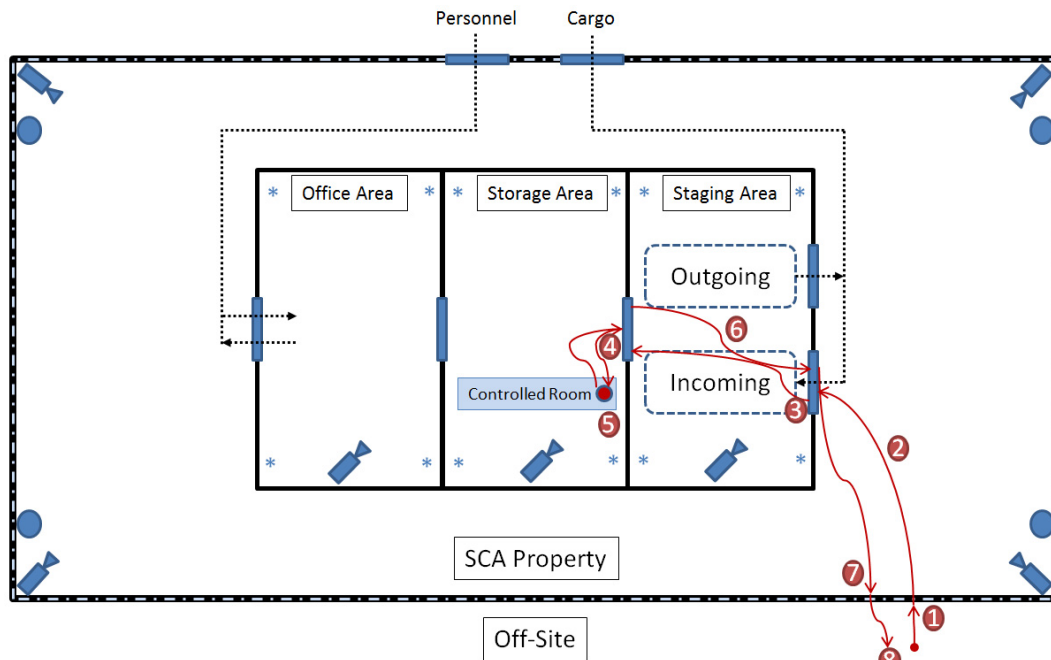 Personnel
Cargo
Office Area
Storage Area
Staging Area
Outgoing
6
4
Incoming
Controlled Room
3
5
2
SCA Property
7
1
Off-Site
8